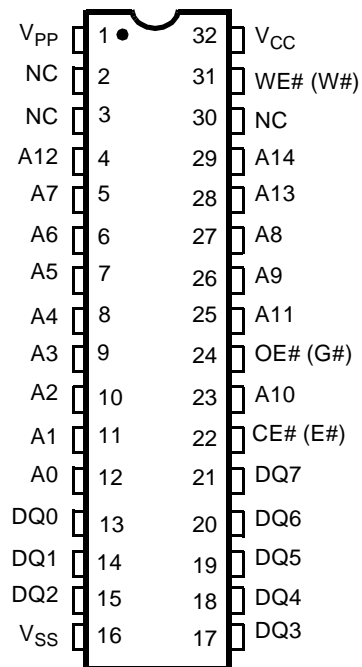 VPP 1 32 VCC
NC 2 31 WE# (W#)
NC 3 30 NC
A12 4 29 A14
A7 5 28 A13
A6 6 27 A8
A5 7 26 A9
A4 8 25 A11
A3 9 24 OE# (G#)
A2 10 23 A10
A1 11 22 CE# (E#)
A0 12 21 DQ7
DQ0 13 20 DQ6
DQ1 14 19 DQ5
DQ2 15 18 DQ4
VSS 16 17 DQ3